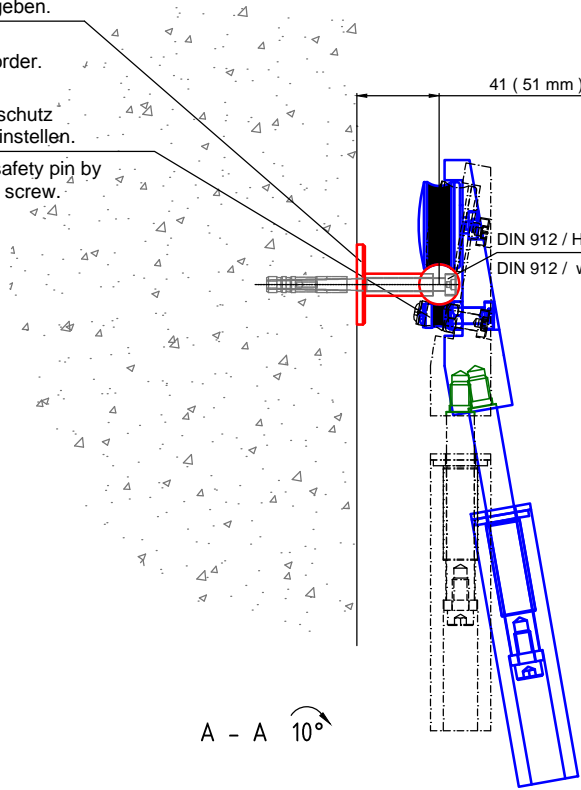 geben.
order.
schutz
instellen.
safety pin by
screw.
41 ( 51 mm )
DIN 912 / H
DIN 912 / w
A - A 10°